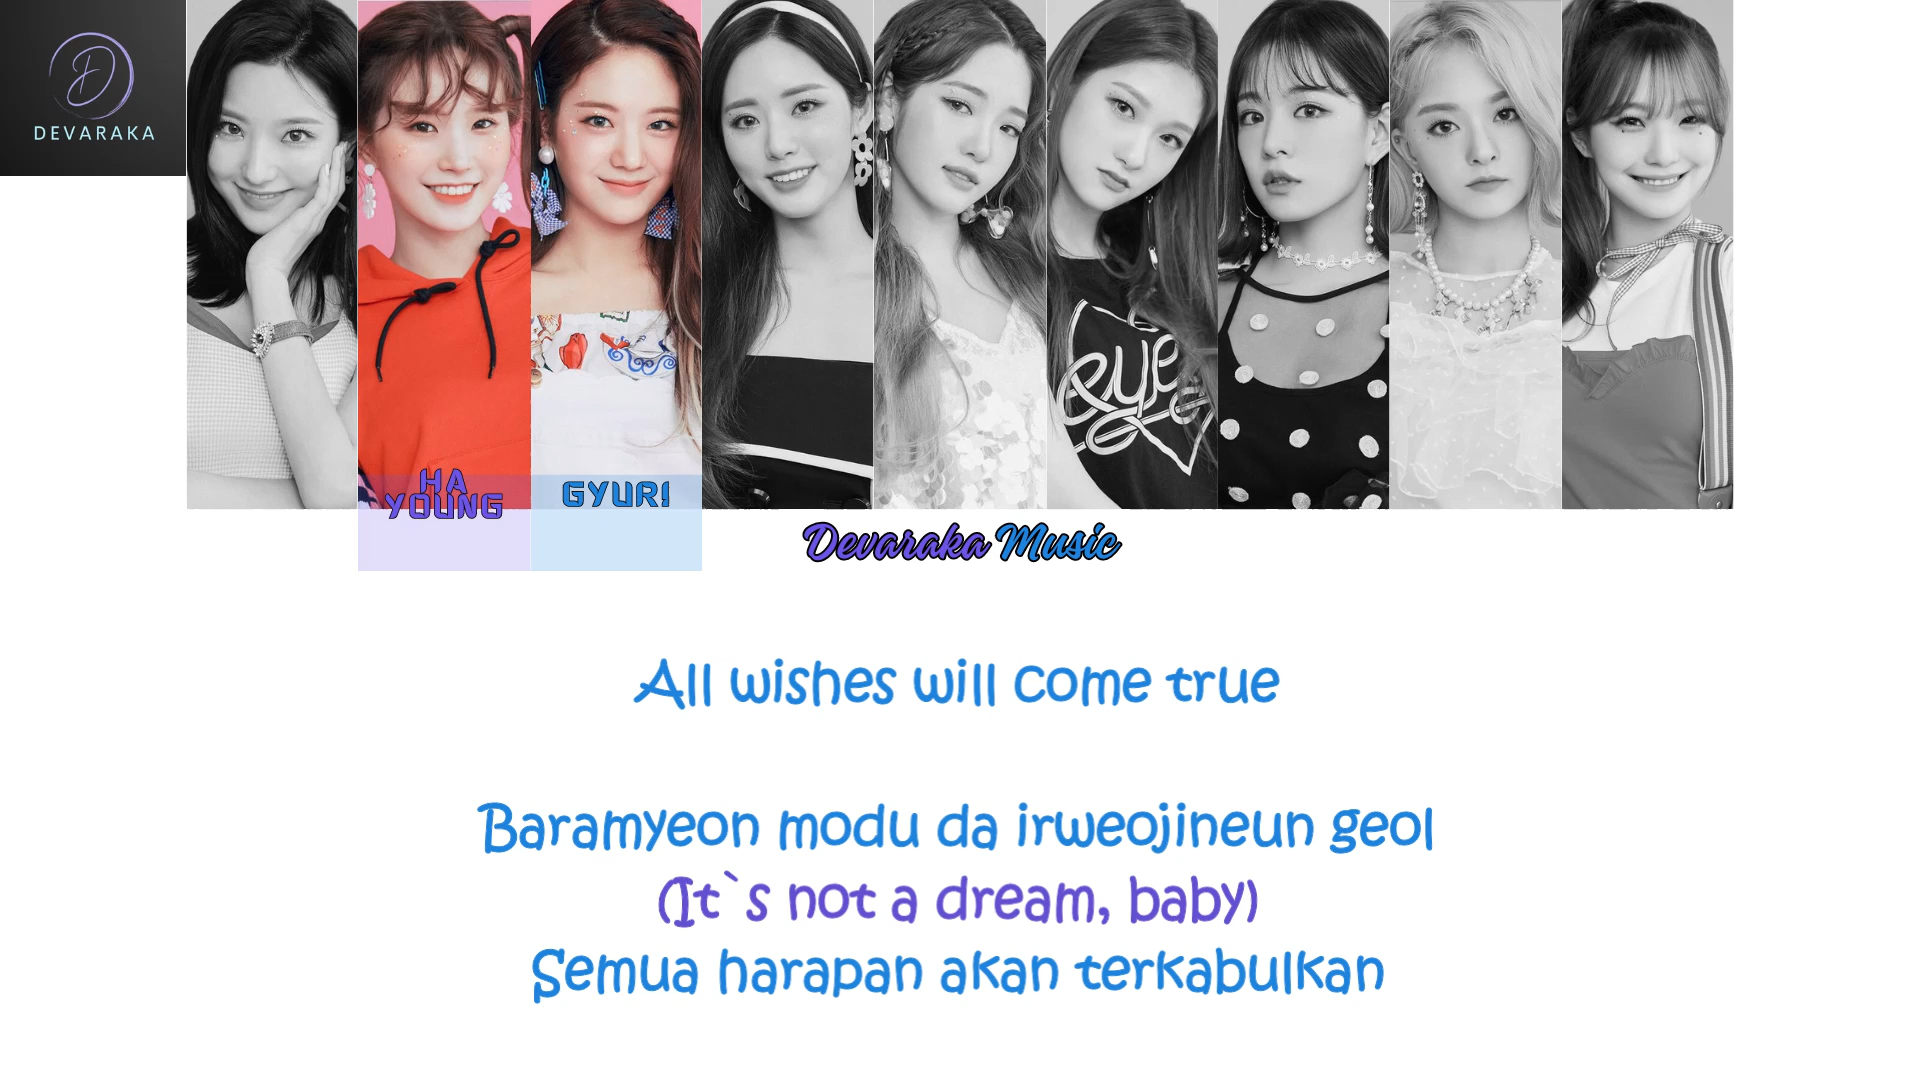 DEVARAKA
HA
YOUNG
GYURI
eye
Devaraka Music
All wishes will come true
Baramyeon modu da irweojineun geol
(It`s not a dream, baby)
Semua harapan akan terkabulkan